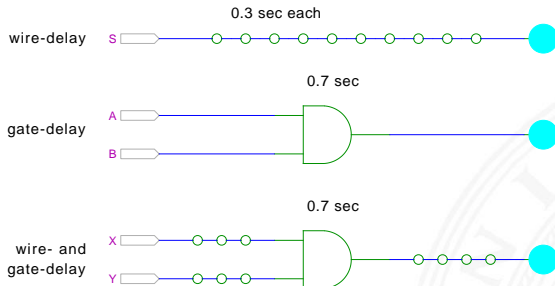 0.3 sec each
wire-delay S
0.7 sec
A
gate-delay
B
0.7 sec
X
wire- and
gate-delay
Y